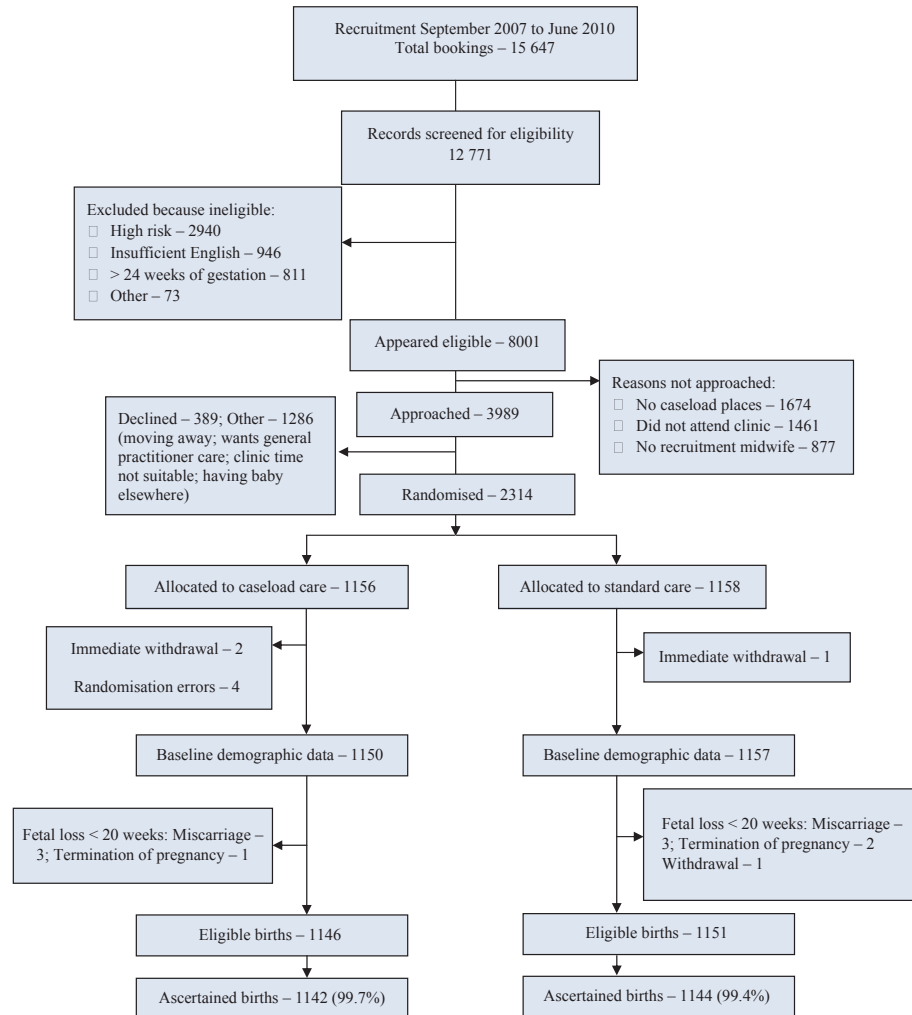 Recruitment September 2007 to June 2010
Total bookings – 15 647
Records screened for eligibility
12 771
Excluded because ineligible:
□ High risk – 2940
□ Insufficient English – 946
□ > 24 weeks of gestation – 811
□ Other – 73
Appeared eligible – 8001
Reasons not approached:
□ No caseload places – 1674
□ Did not attend clinic – 1461
□ No recruitment midwife – 877
Approached – 3989
Declined – 389; Other – 1286
(moving away; wants general
practitioner care; clinic time
not suitable; having baby
elsewhere)
Randomised – 2314
Allocated to caseload care – 1156
Allocated to standard care – 1158
Immediate withdrawal – 2
Randomisation errors – 4
Immediate withdrawal – 1
Baseline demographic data – 1150
Baseline demographic data – 1157
Fetal loss < 20 weeks: Miscarriage –
3; Termination of pregnancy – 1
Fetal loss < 20 weeks: Miscarriage –
3; Termination of pregnancy – 2
Withdrawal – 1
Eligible births – 1146
Eligible births – 1151
Ascertained births – 1142 (99.7%)
Ascertained births – 1144 (99.4%)